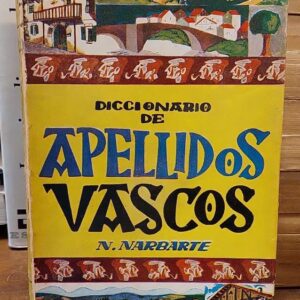 DICCIONARIO
DE
APELLIDOS
VASCOS
N. NARBARTE